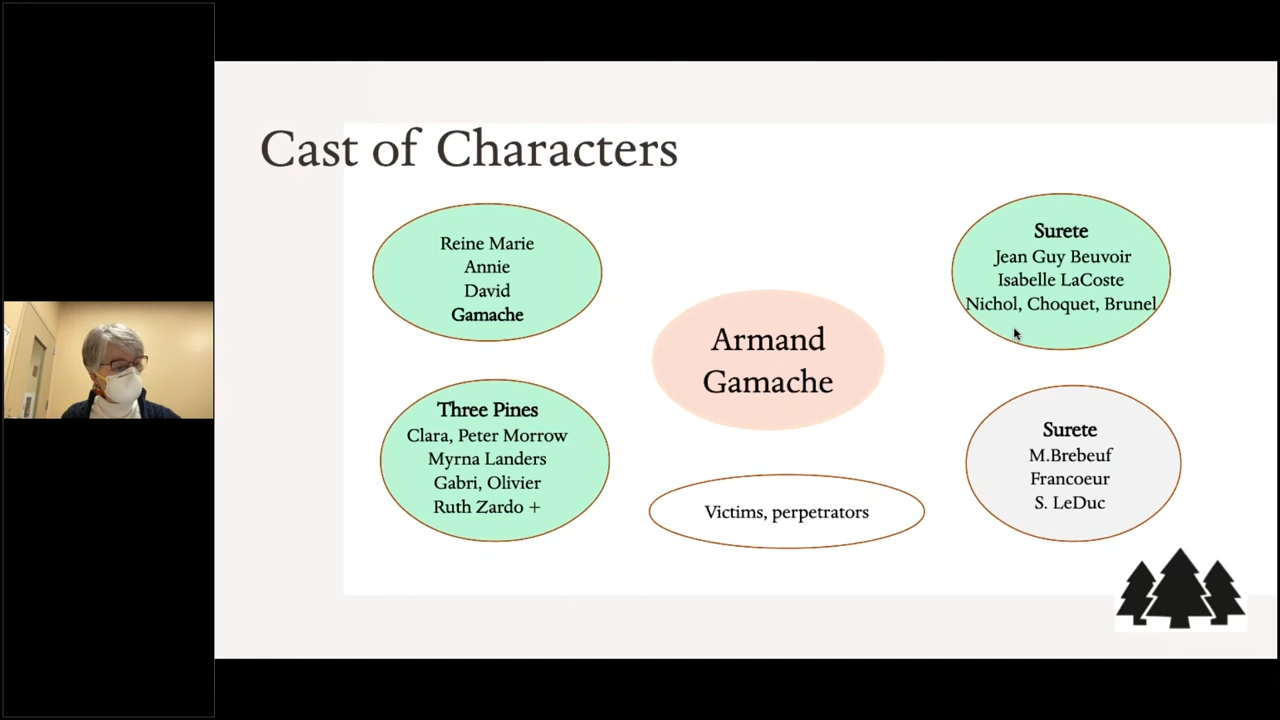 Cast of Characters
Reine Marie
Annie
David
Gamache
Three Pines
Clara, Peter Morrow
Myrna Landers
Gabri, Olivier
Ruth Zardo +
Armand
Gamache
Victims, perpetrators
Surete
Jean Guy Beuvoir
Isabelle LaCoste
Nichol, Choquet, Brunel
Surete
M.Brebeuf
Francoeur
S. LeDuc